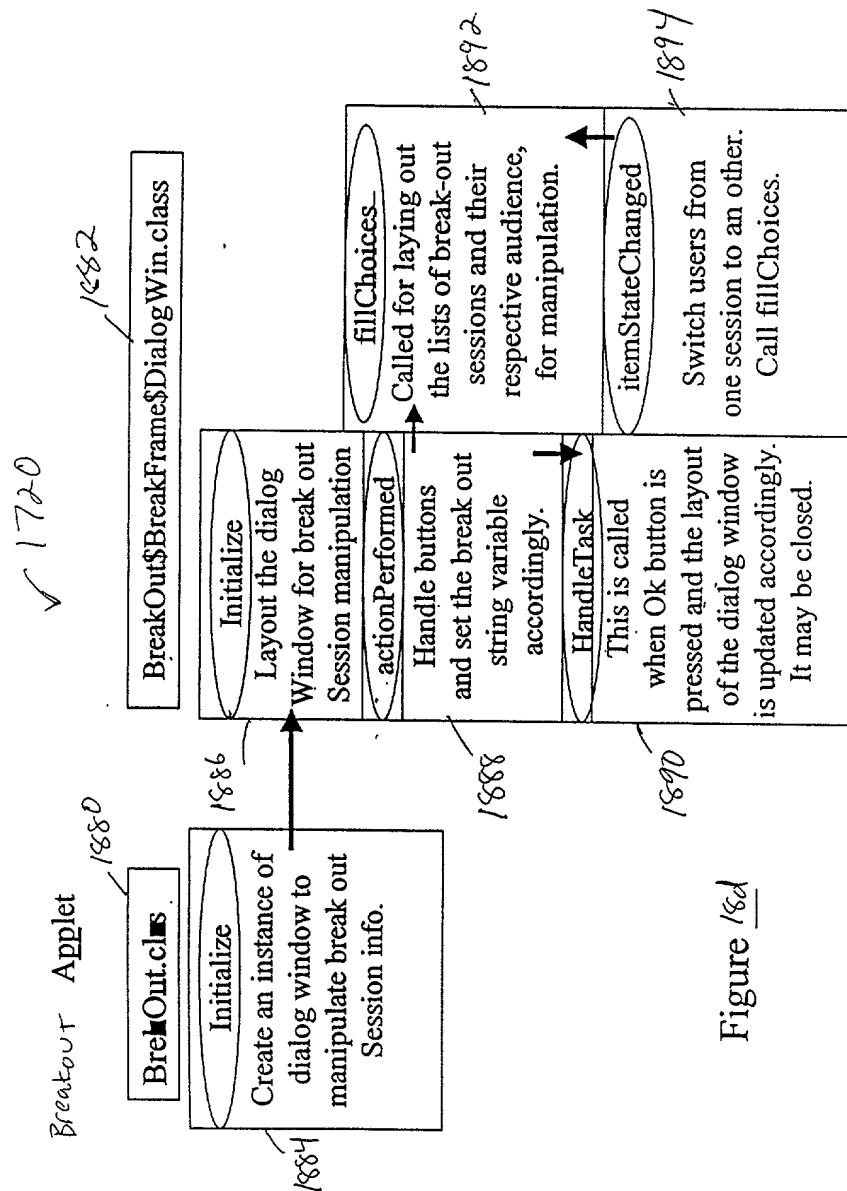 ✓ 1720
Breakout Applet
1880
BrekOut.clss
1884
Initialize
Create an instance of
dialog window to
manipulate break out
Session info.
1882
BreakOut$BreakFrame$DialogWin.class
1886
Initialize
Layout the dialog
Window for break out
Session manipulation
actionPerformed
1888
Handle buttons
and set the break out
string variable
accordingly.
HandleTask
1890
This is called
when Ok button is
pressed and the layout
of the dialog window
is updated accordingly.
It may be closed.
fillChoices
1892
Called for laying out
the lists of break-out
sessions and their
respective audience,
for manipulation.
itemStateChanged
1894
Switch users from
one session to an other.
Call fillChoices.
Figure 18d